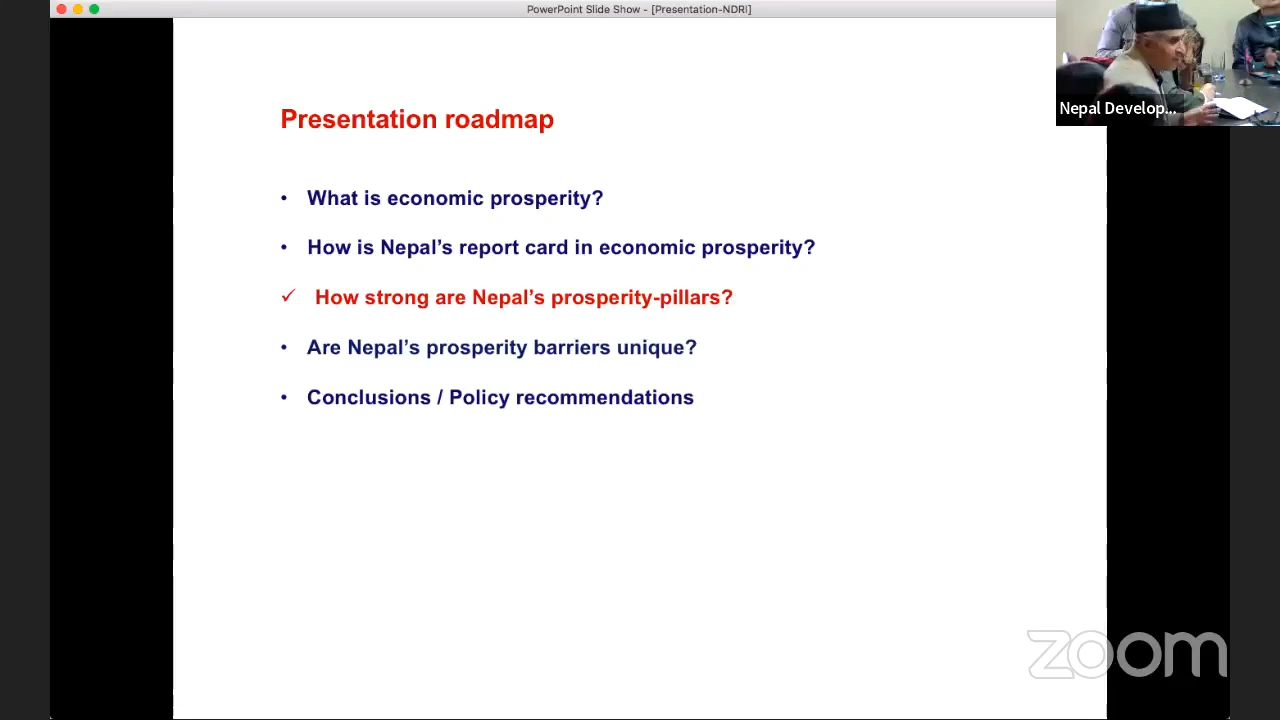 PowerPoint Slide Show - [Presentation-NDRI]
Nepal Develop...
Presentation roadmap
• What is economic prosperity?
• How is Nepal’s report card in economic prosperity?
✓ How strong are Nepal’s prosperity-pillars?
• Are Nepal’s prosperity barriers unique?
• Conclusions / Policy recommendations
zoom